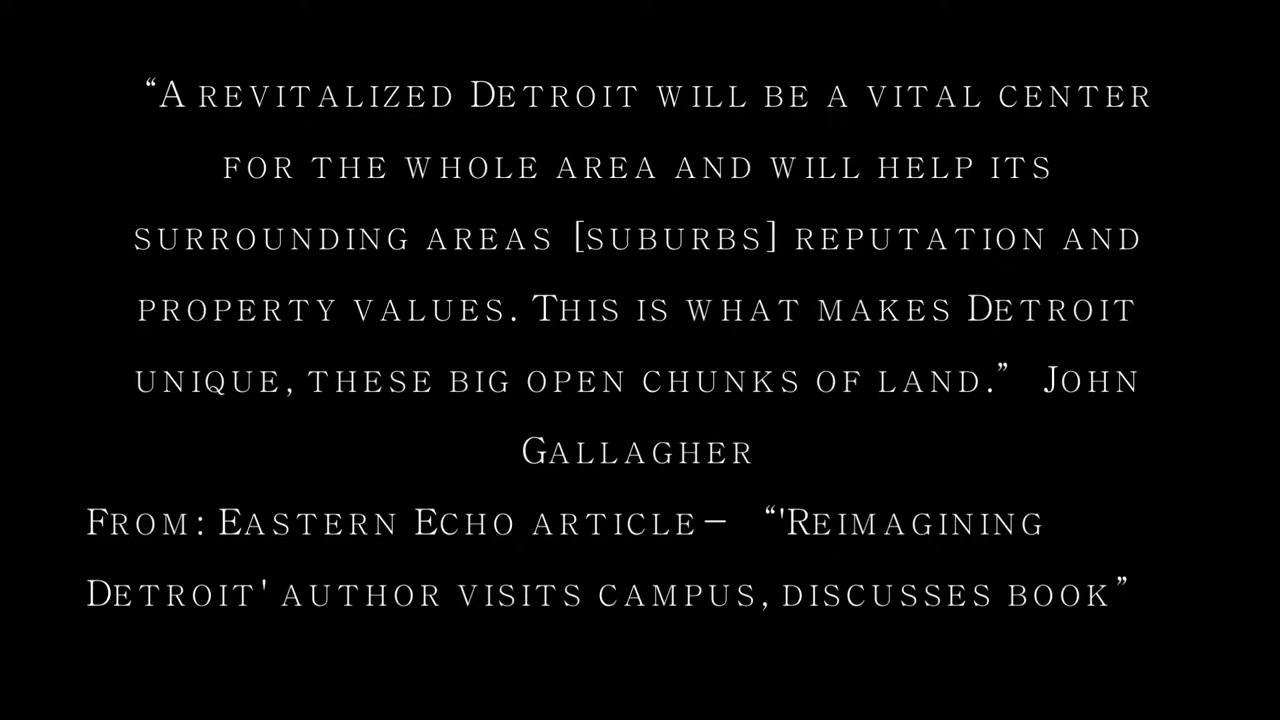 “A revitalized Detroit will be a vital center
for the whole area and will help its
surrounding areas [suburbs] reputation and
property values. This is what makes Detroit
unique, these big open chunks of land.” John
Gallagher
From: Eastern Echo article– “'Reimagining
Detroit' author visits campus, discusses book”